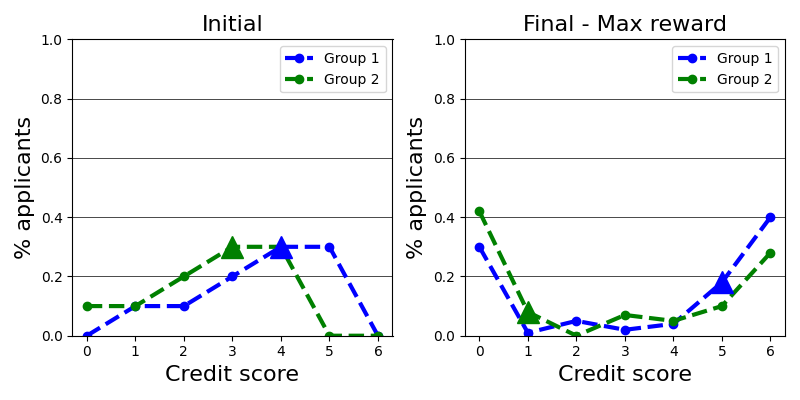 Initial
Final - Max reward
1.0
0.8
0.6
0.4
0.2
0.0
% applicants
Group 1
Group 2
0 1 2 3 4 5 6
Credit score
1.0
0.8
0.6
0.4
0.2
0.0
% applicants
Group 1
Group 2
0 1 2 3 4 5 6
Credit score